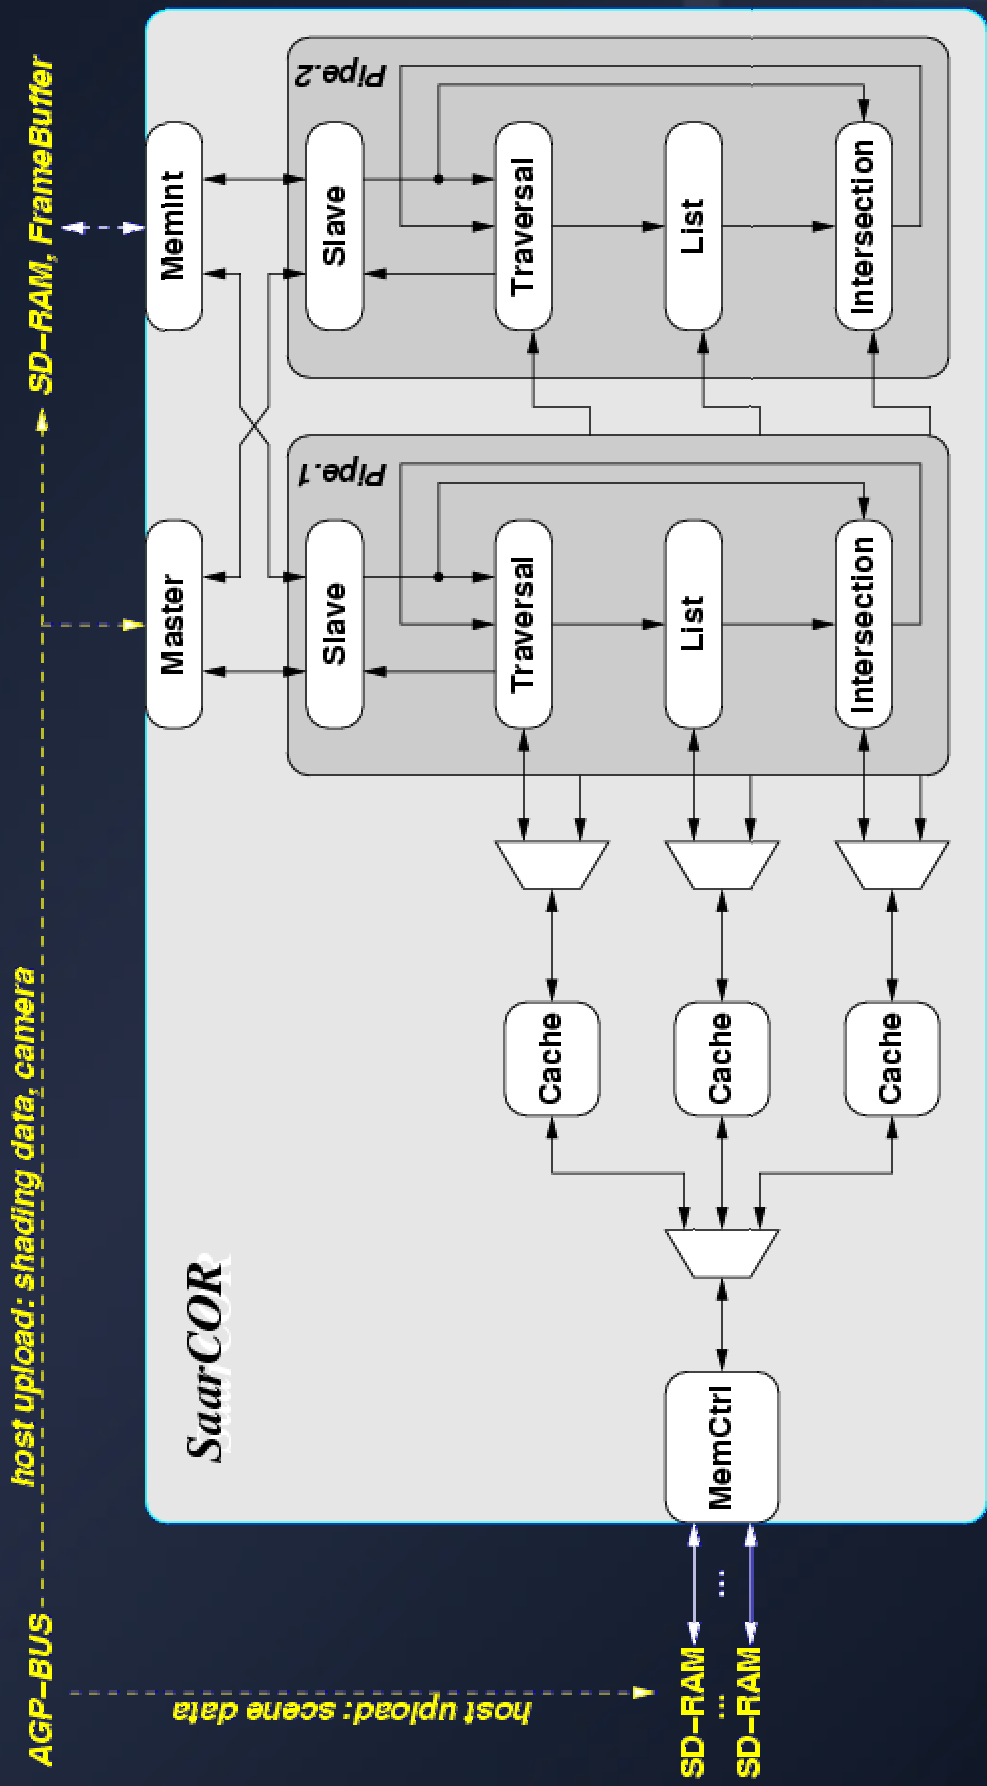 AGP-BUS
host upload: shading data, camera
SD-RAM, FrameBuffer
host upload: scene data
SaarCOR
Master
MemInt
Pipe.1
Slave
Traversal
List
Intersection
Pipe.2
Slave
Traversal
List
Intersection
Cache
Cache
Cache
MemCtrl
SD-RAM
...
...
SD-RAM